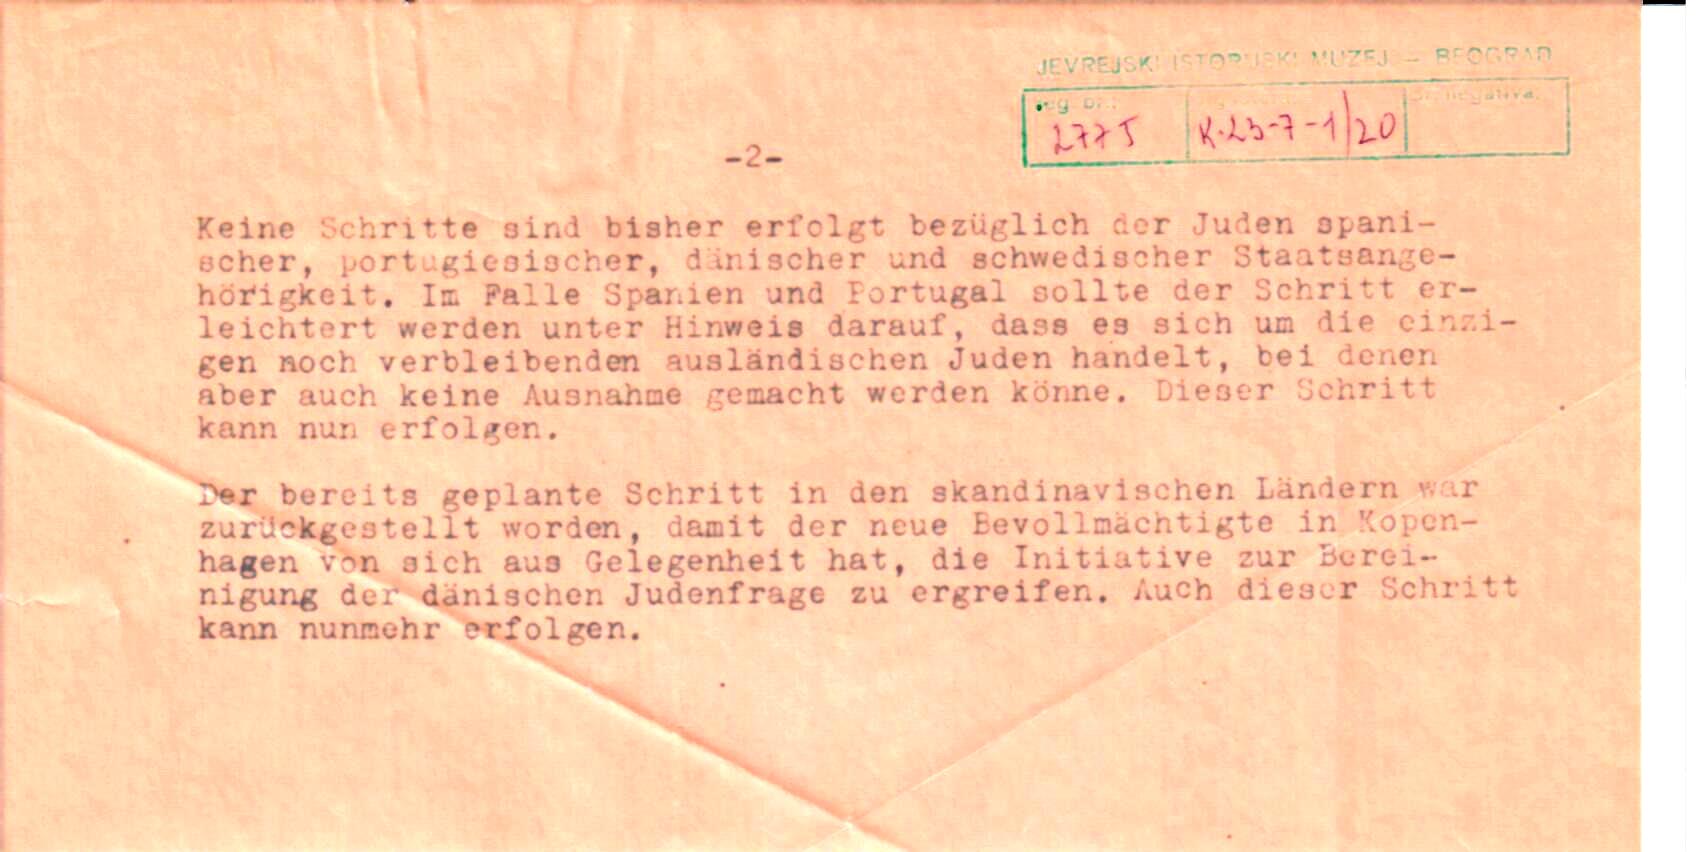 JEVREJSKI ISTORIJSKI MUZEJ — BEOGRAD
reg. br.:
negativa:
2775
K.23-7-1/20
-2-
Keine Schritte sind bisher erfolgt bezüglich der Juden spani-
scher, portugiesischer, dänischer und schwedischer Staatsange-
hörigkeit. Im Falle Spanien und Portugal sollte der Schritt er-
leichtert werden unter Hinweis darauf, dass es sich um die einzi-
gen noch verbleibenden ausländischen Juden handelt, bei denen
aber auch keine Ausnahme gemacht werden könne. Dieser Schritt
kann nun erfolgen.
Der bereits geplante Schritt in den skandinavischen Ländern war
zurückgestellt worden, damit der neue Bevollmächtigte in Kopen-
hagen von sich aus Gelegenheit hat, die Initiative zur Berei-
nigung der dänischen Judenfrage zu ergreifen. Auch dieser Schritt
kann nunmehr erfolgen.